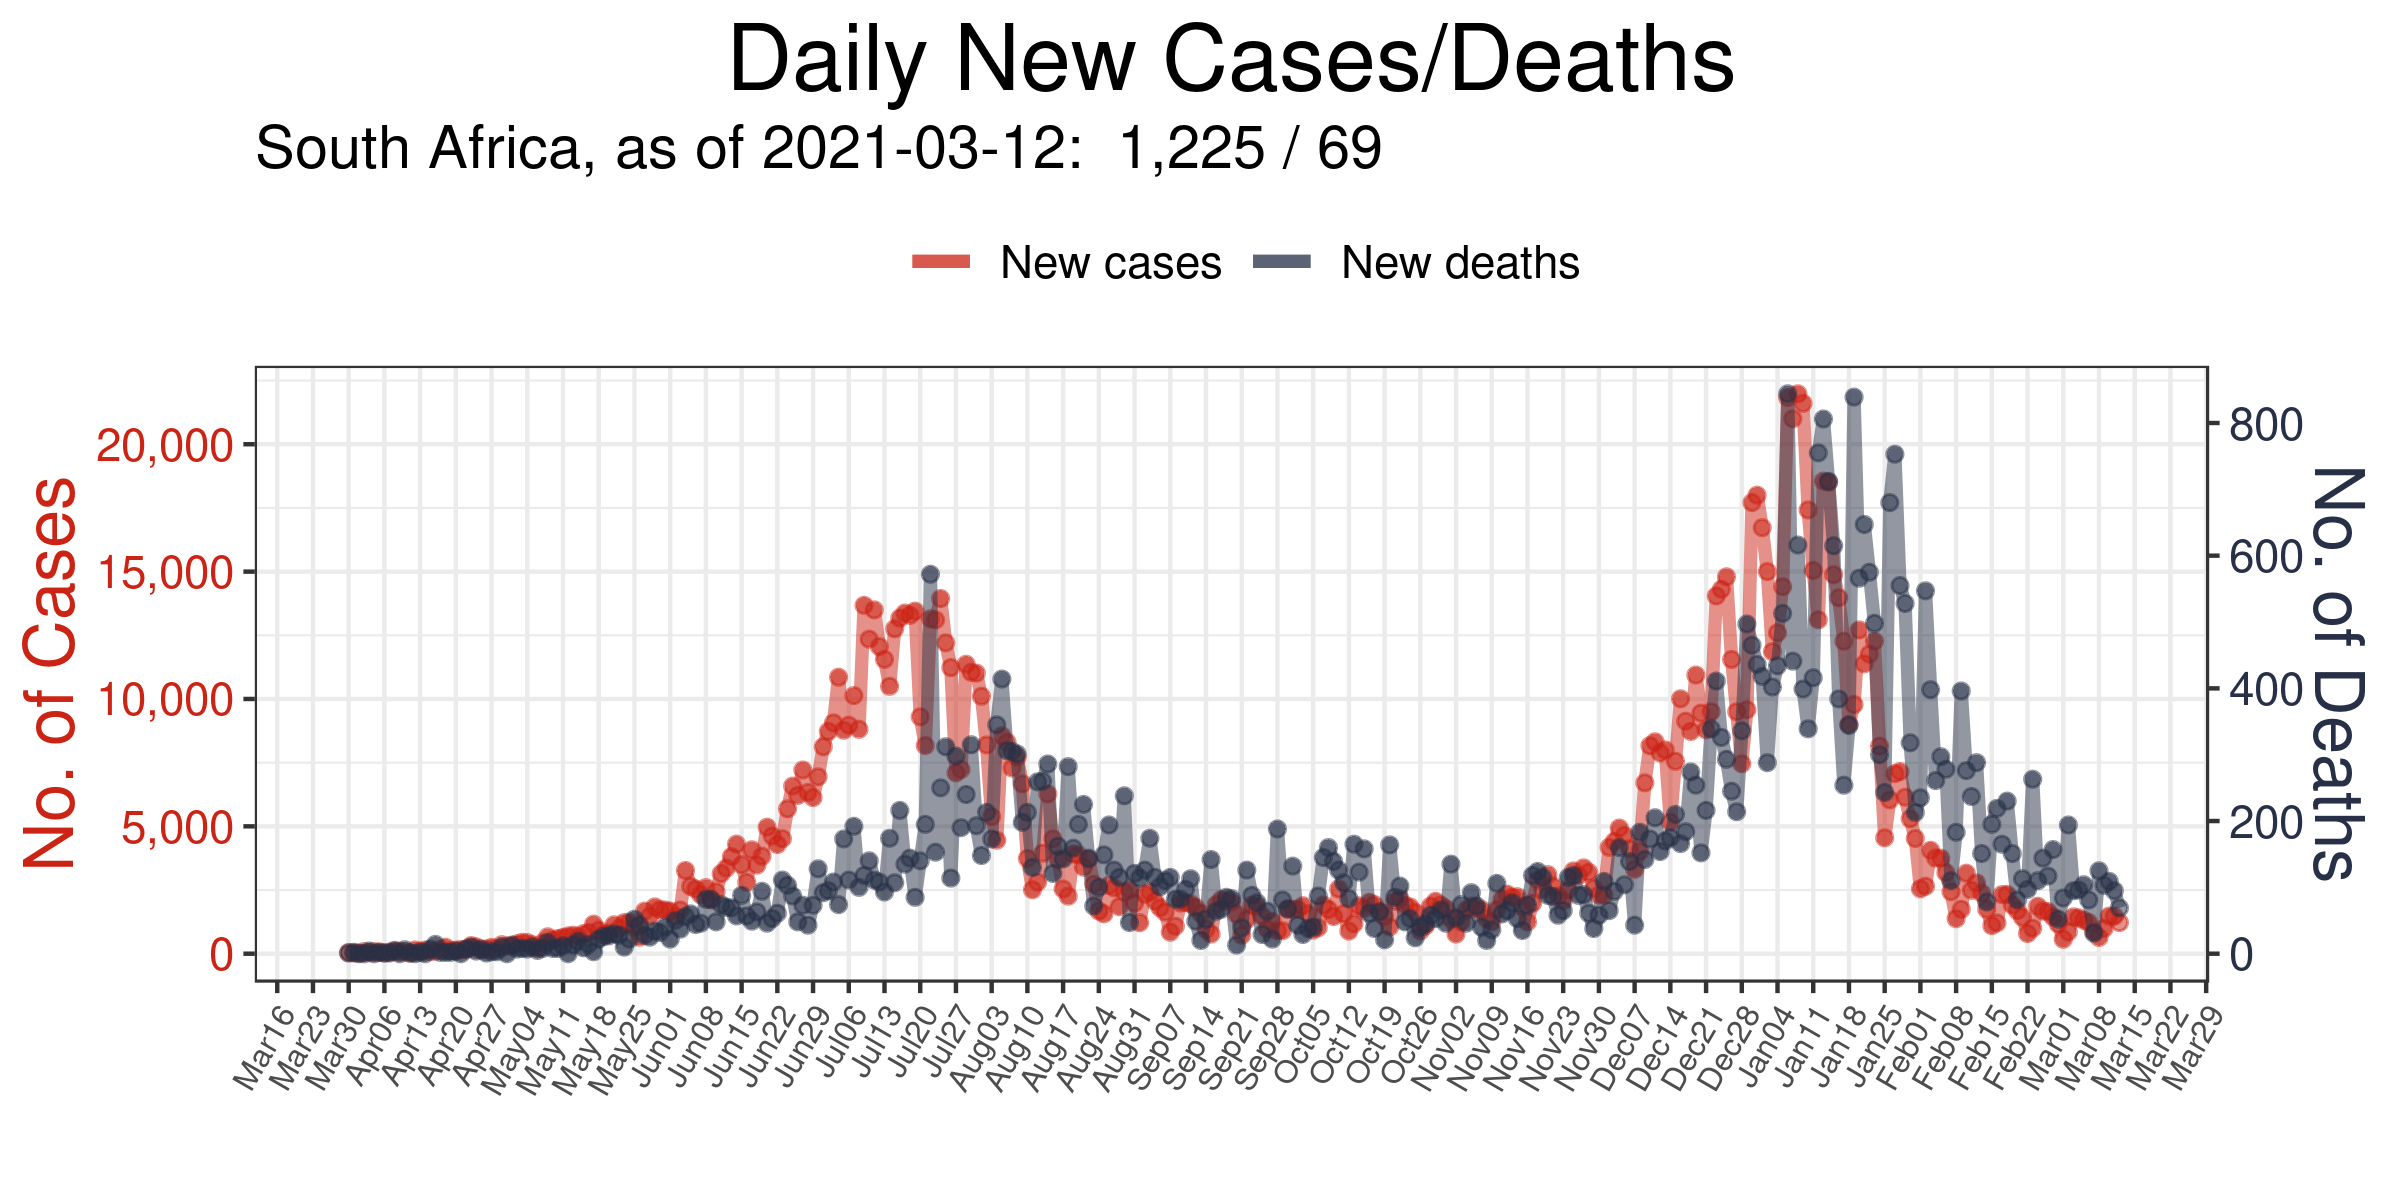 Daily New Cases/Deaths
South Africa, as of 2021-03-12:  1,225 / 69
New cases
New deaths
No. of Cases
20,000
15,000
10,000
5,000
0
800
600
400
200
0
No. of Deaths
Mar16
Mar23
Mar30
Apr06
Apr13
Apr20
Apr27
May04
May11
May18
May25
Jun01
Jun08
Jun15
Jun22
Jun29
Jul06
Jul13
Jul20
Jul27
Aug03
Aug10
Aug17
Aug24
Aug31
Sep07
Sep14
Sep21
Sep28
Oct05
Oct12
Oct19
Oct26
Nov02
Nov09
Nov16
Nov23
Nov30
Dec07
Dec14
Dec21
Dec28
Jan04
Jan11
Jan18
Jan25
Feb01
Feb08
Feb15
Feb22
Mar01
Mar08
Mar15
Mar22
Mar29